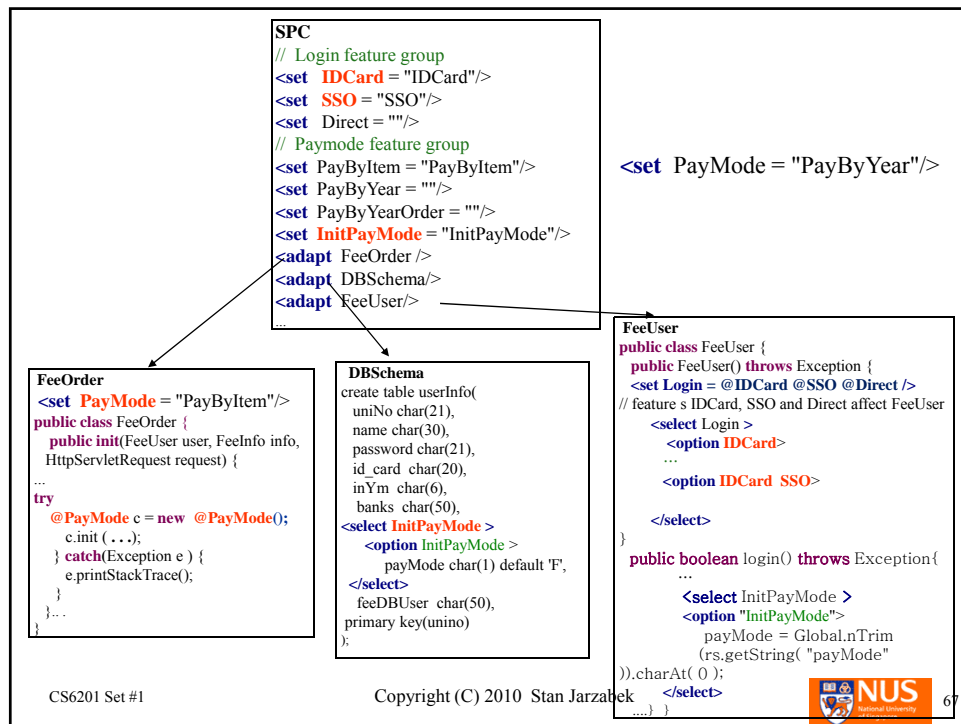 SPC
// Login feature group
<set IDCard = "IDCard"/>
<set SSO = "SSO"/>
<set Direct = ""/>
// Paymode feature group
<set PayByItem = "PayByItem"/>
<set PayByYear = ""/>
<set PayByYearOrder = ""/>
<set InitPayMode = "InitPayMode"/>
<adapt FeeOrder />
<adapt DBSchema/>
<adapt FeeUser/>
...
<set PayMode = "PayByYear"/>
FeeOrder
<set PayMode = "PayByItem"/>
public class FeeOrder {
public init(FeeUser user, FeeInfo info,
HttpServletRequest request) {
...
try
@PayMode c = new @PayMode();
c.init ( . . .);
} catch(Exception e ) {
e.printStackTrace();
}
}.. .
}
DBSchema
create table userInfo(
uniNo char(21),
name char(30),
password char(21),
id_card char(20),
inYm char(6),
banks char(50),
<select InitPayMode >
<option InitPayMode >
payMode char(1) default 'F',
</select>
feeDBUser char(50),
primary key(unino)
);
FeeUser
public class FeeUser {
public FeeUser() throws Exception {
<set Login = @IDCard @SSO @Direct />
// feature s IDCard, SSO and Direct affect FeeUser
<select Login >
<option IDCard>
...
<option IDCard SSO>
</select>
}
public boolean login() throws Exception{
...
<select InitPayMode >
<option "InitPayMode">
payMode = Global.nTrim
(rs.getString( "payMode"
)).charAt( 0 );
</select>
....} }
CS6201 Set #1
Copyright (C) 2010 Stan Jarzabek
NUS
National University
67